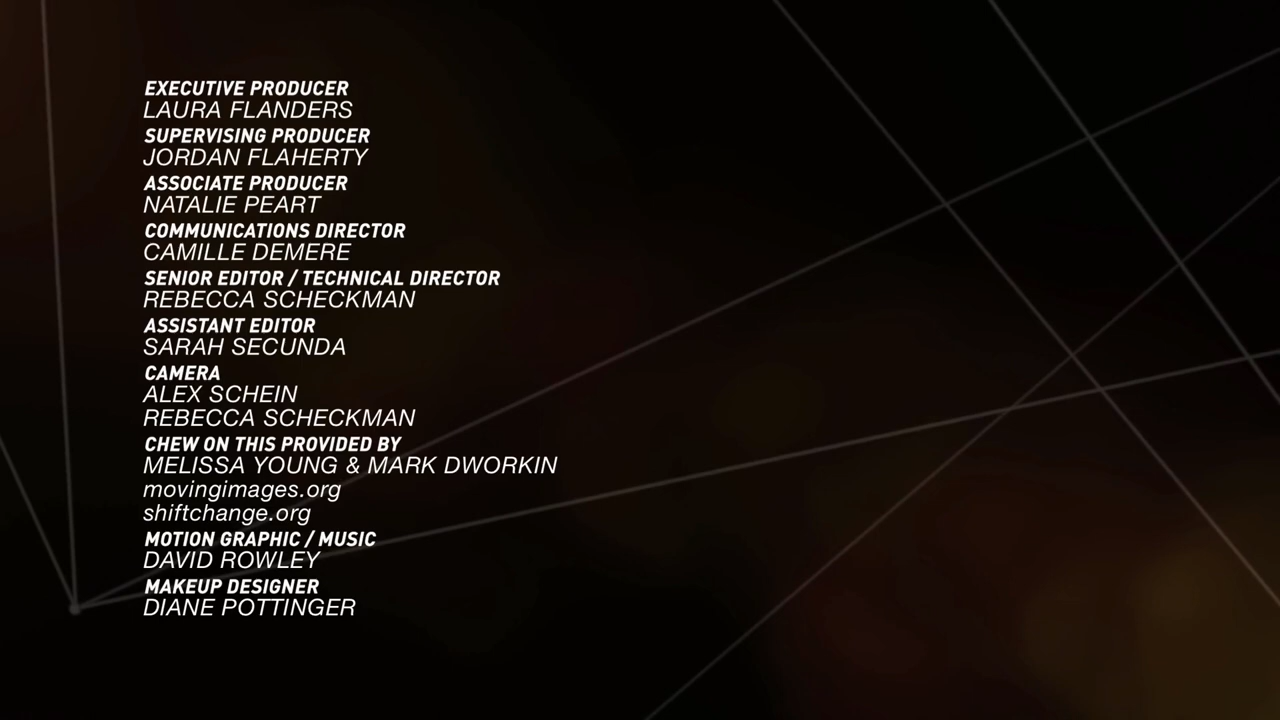 EXECUTIVE PRODUCER
LAURA FLANDERS
SUPERVISING PRODUCER
JORDAN FLAHERTY
ASSOCIATE PRODUCER
NATALIE PEART
COMMUNICATIONS DIRECTOR
CAMILLE DEMERE
SENIOR EDITOR / TECHNICAL DIRECTOR
REBECCA SCHECKMAN
ASSISTANT EDITOR
SARAH SECUNDA
CAMERA
ALEX SCHEIN
REBECCA SCHECKMAN
CHEW ON THIS PROVIDED BY
MELISSA YOUNG & MARK DWORKIN
movingimages.org
shiftchange.org
MOTION GRAPHIC / MUSIC
DAVID ROWLEY
MAKEUP DESIGNER
DIANE POTTINGER